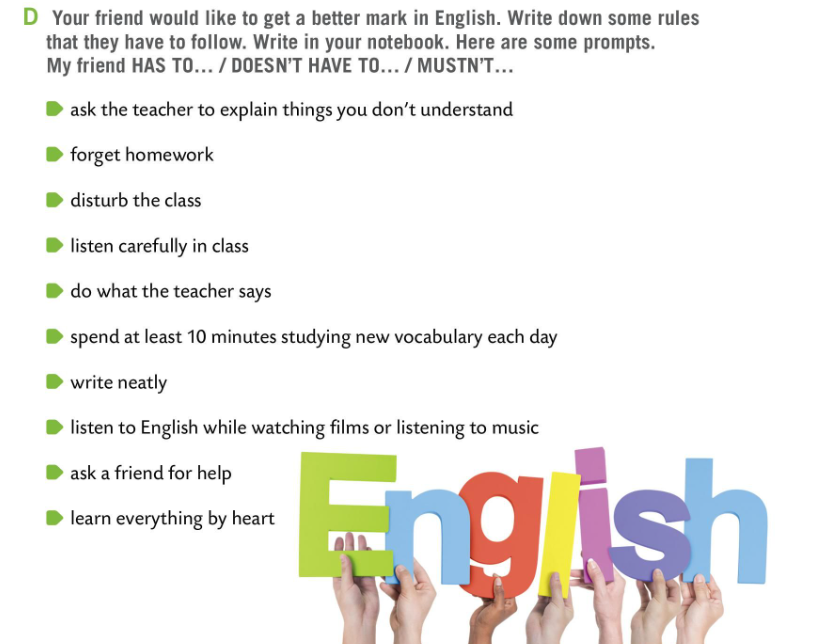 D Your friend would like to get a better mark in English. Write down some rules
that they have to follow. Write in your notebook. Here are some prompts.
My friend HAS TO… / DOESN’T HAVE TO… / MUSTN’T…
ask the teacher to explain things you don’t understand
forget homework
disturb the class
listen carefully in class
do what the teacher says
spend at least 10 minutes studying new vocabulary each day
write neatly
listen to English while watching films or listening to music
ask a friend for help
learn everything by heart
English